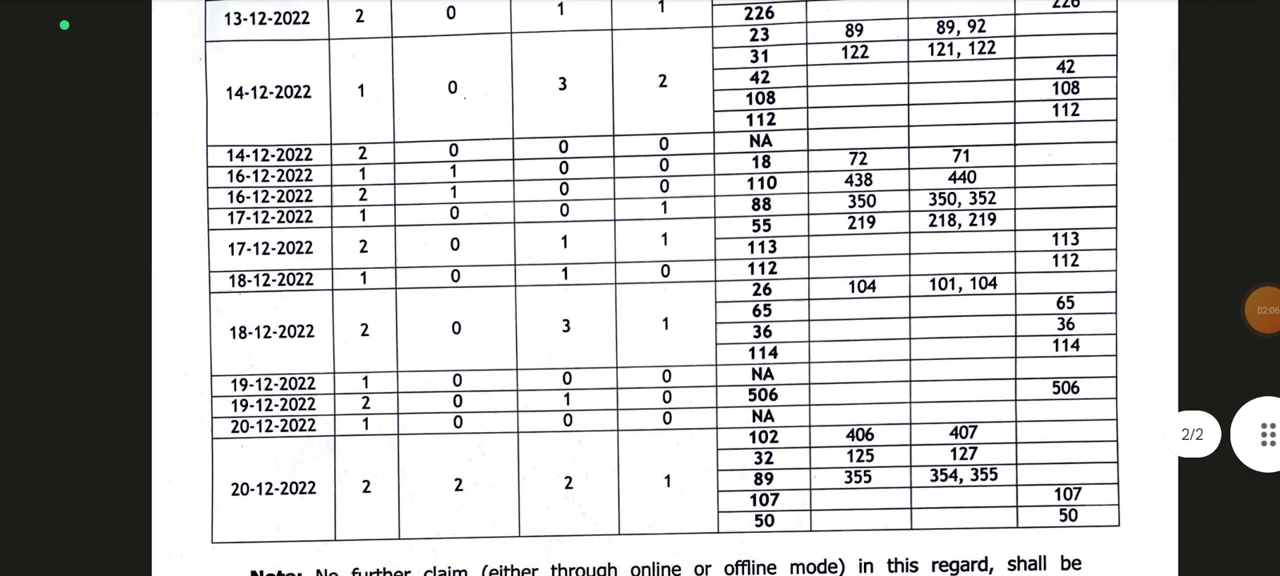 226
13-12-2022 2 0 1 1 226
23 89 89, 92
31 122 121, 122
14-12-2022 1 0 3 2 42 42
108 108
112 112
14-12-2022 2 0 0 0 NA
16-12-2022 1 1 0 0 18 72 71
16-12-2022 2 1 0 0 110 438 440
17-12-2022 1 0 0 1 88 350 350, 352
17-12-2022 2 0 1 1 55 219 218, 219
113 113
18-12-2022 1 0 1 0 112 112
26 104 101, 104
65 65
18-12-2022 2 0 3 1 36 36
114 114
19-12-2022 1 0 0 0 NA
19-12-2022 2 0 1 0 506 506
20-12-2022 1 0 0 0 NA
102 406 407
32 125 127
20-12-2022 2 2 2 1 89 355 354, 355
107 107
50 50
Note: No further claim (either through online or offline mode) in this regard, shall be
02:06
2/2